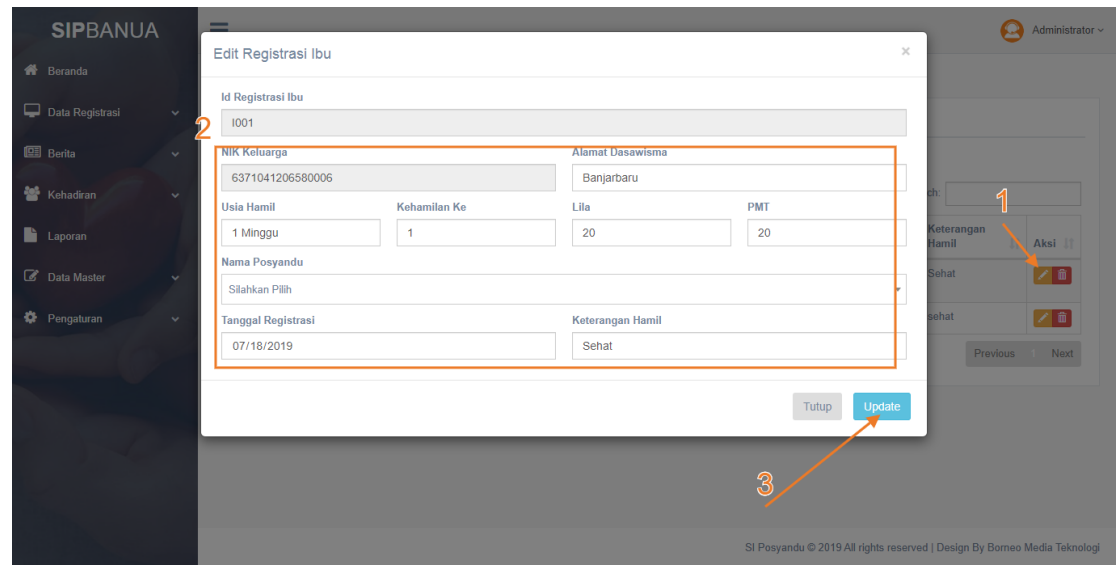 SIPBANUA
Administrator
Beranda
Data Registrasi
Berita
Kehadiran
Laporan
Data Master
Pengaturan
Edit Registrasi Ibu
×
Id Registrasi Ibu
I001
2
NIK Keluarga Alamat Dasawisma
6371041206580006 Banjarbaru
Usia Hamil Kehamilan Ke Lila PMT
1 Minggu 1 20 20
Nama Posyandu
Silahkan Pilih
Tanggal Registrasi Keterangan Hamil
07/18/2019 Sehat
Tutup Update
3
ch:
1
Keterangan
Hamil Aksi
Sehat
sehat
Previous 1 Next
SI Posyandu © 2019 All rights reserved | Design By Borneo Media Teknologi